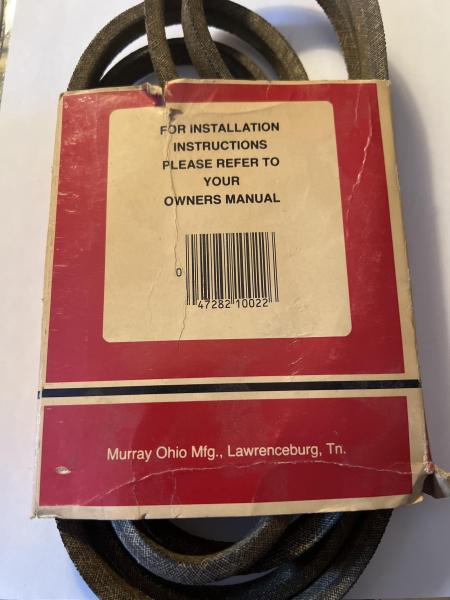 FOR INSTALLATION
INSTRUCTIONS
PLEASE REFER TO
YOUR
OWNERS MANUAL
0
47282 10022
Murray Ohio Mfg., Lawrenceburg, Tn.